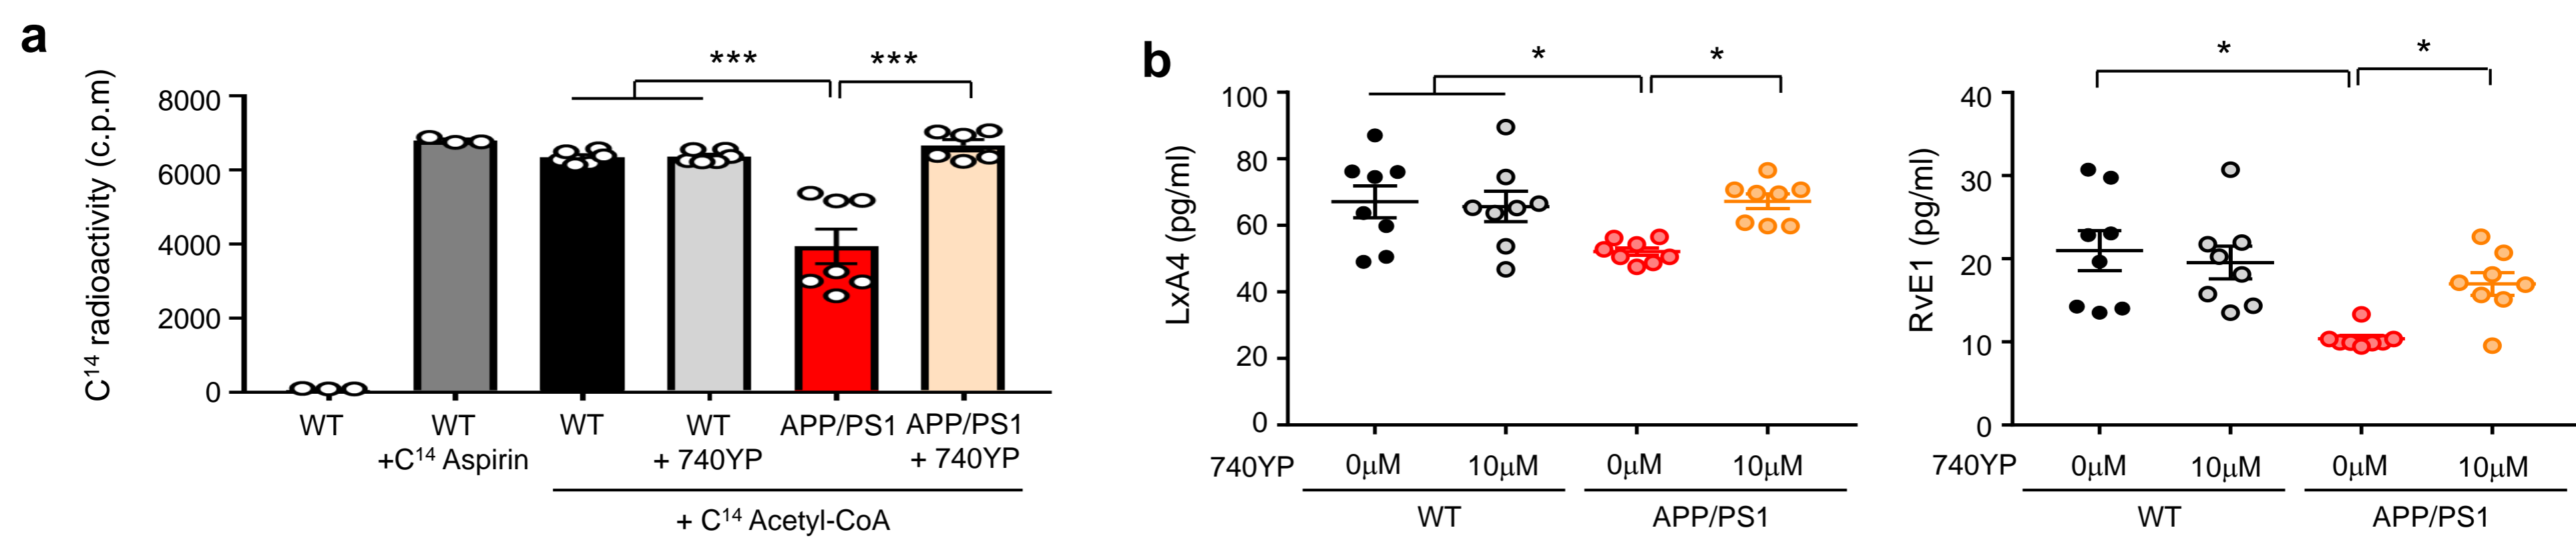 a
*** ***
C¹⁴ radioactivity (c.p.m)
8000
6000
4000
2000
0
WT WT WT WT APP/PS1 APP/PS1
+C¹⁴ Aspirin + 740YP + 740YP
+ C¹⁴ Acetyl-CoA
b
* *
LxA4 (pg/ml)
100
80
60
40
20
0
740YP 0μM 10μM 0μM 10μM
WT APP/PS1
* *
RvE1 (pg/ml)
40
30
20
10
0
740YP 0μM 10μM 0μM 10μM
WT APP/PS1